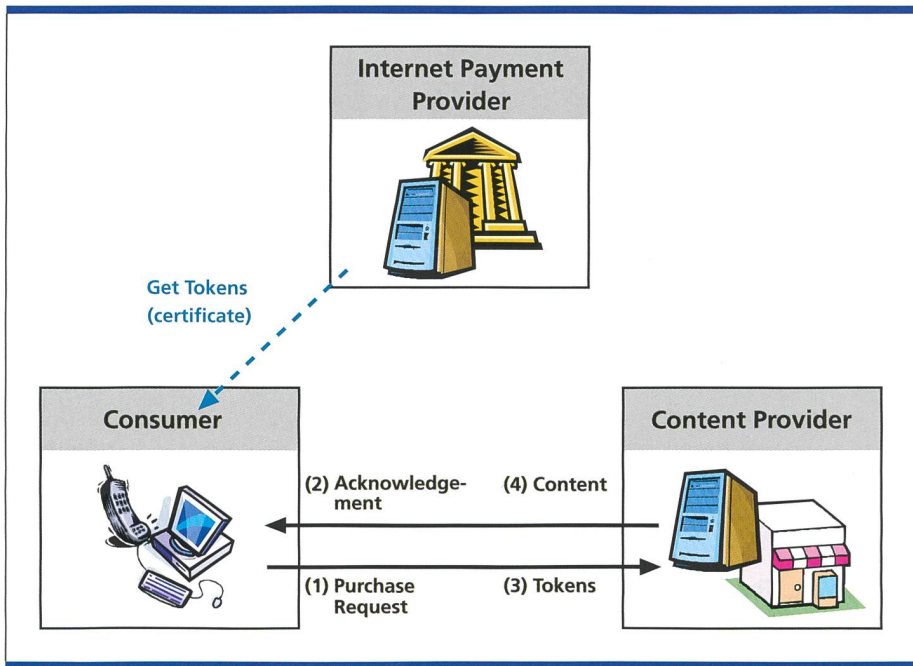 Internet Payment
Provider
Get Tokens
(certificate)
Consumer
Content Provider
(2) Acknowledge-
ment
(4) Content
(1) Purchase
Request
(3) Tokens